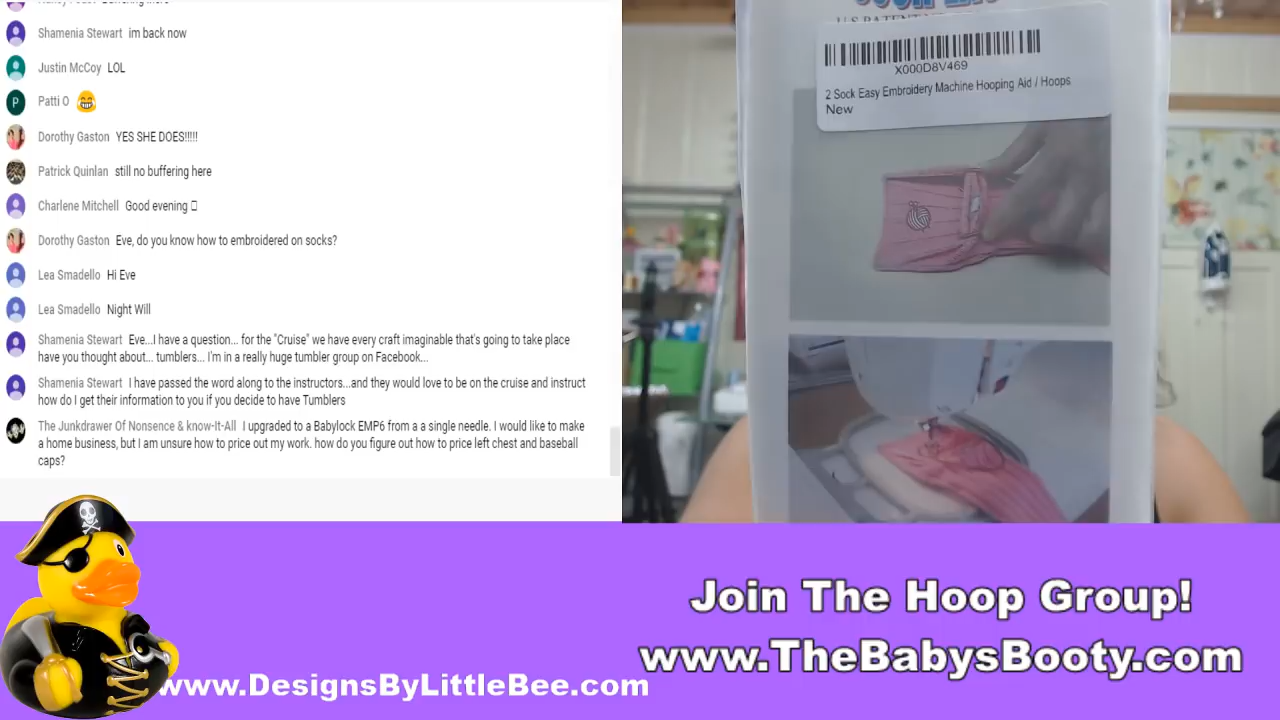 Shamenia Stewart im back now
Justin McCoy LOL
P Patti O
Dorothy Gaston YES SHE DOES!!!!!
Patrick Quinlan still no buffering here
Charlene Mitchell Good evening
Dorothy Gaston Eve, do you know how to embroidered on socks?
Lea Smadello Hi Eve
Lea Smadello Night Will
Shamenia Stewart Eve...I have a question... for the "Cruise" we have every craft imaginable that's going to take place
have you thought about... tumblers... I'm in a really huge tumbler group on Facebook...
Shamenia Stewart I have passed the word along to the instructors...and they would love to be on the cruise and instruct
how do I get their information to you if you decide to have Tumblers
The Junkdrawer Of Nonsence & know-It-All I upgraded to a Babylock EMP6 from a a single needle. I would like to make
a home business, but I am unsure how to price out my work. how do you figure out how to price left chest and baseball
caps?
X000D8V469
2 Sock Easy Embroidery Machine Hooping Aid / Hoops
New
Join The Hoop Group!
www.TheBabysBooty.com
www.DesignsByLittleBee.com